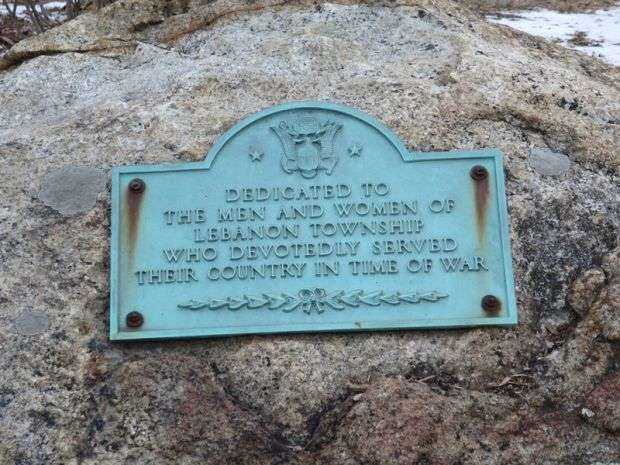 DEDICATED TO
THE MEN AND WOMEN OF
LEBANON TOWNSHIP
WHO DEVOTEDLY SERVED
THEIR COUNTRY IN TIME OF WAR